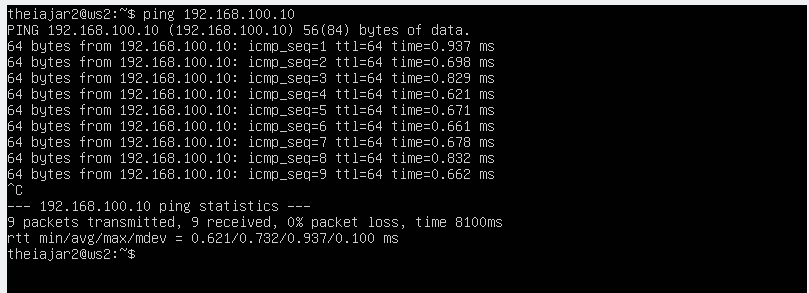 theiajar2@ws2:~$ ping 192.168.100.10
PING 192.168.100.10 (192.168.100.10) 56(84) bytes of data.
64 bytes from 192.168.100.10: icmp_seq=1 ttl=64 time=0.937 ms
64 bytes from 192.168.100.10: icmp_seq=2 ttl=64 time=0.698 ms
64 bytes from 192.168.100.10: icmp_seq=3 ttl=64 time=0.829 ms
64 bytes from 192.168.100.10: icmp_seq=4 ttl=64 time=0.621 ms
64 bytes from 192.168.100.10: icmp_seq=5 ttl=64 time=0.671 ms
64 bytes from 192.168.100.10: icmp_seq=6 ttl=64 time=0.661 ms
64 bytes from 192.168.100.10: icmp_seq=7 ttl=64 time=0.678 ms
64 bytes from 192.168.100.10: icmp_seq=8 ttl=64 time=0.832 ms
64 bytes from 192.168.100.10: icmp_seq=9 ttl=64 time=0.662 ms
^C
--- 192.168.100.10 ping statistics ---
9 packets transmitted, 9 received, 0% packet loss, time 8100ms
rtt min/avg/max/mdev = 0.621/0.732/0.937/0.100 ms
theiajar2@ws2:~$